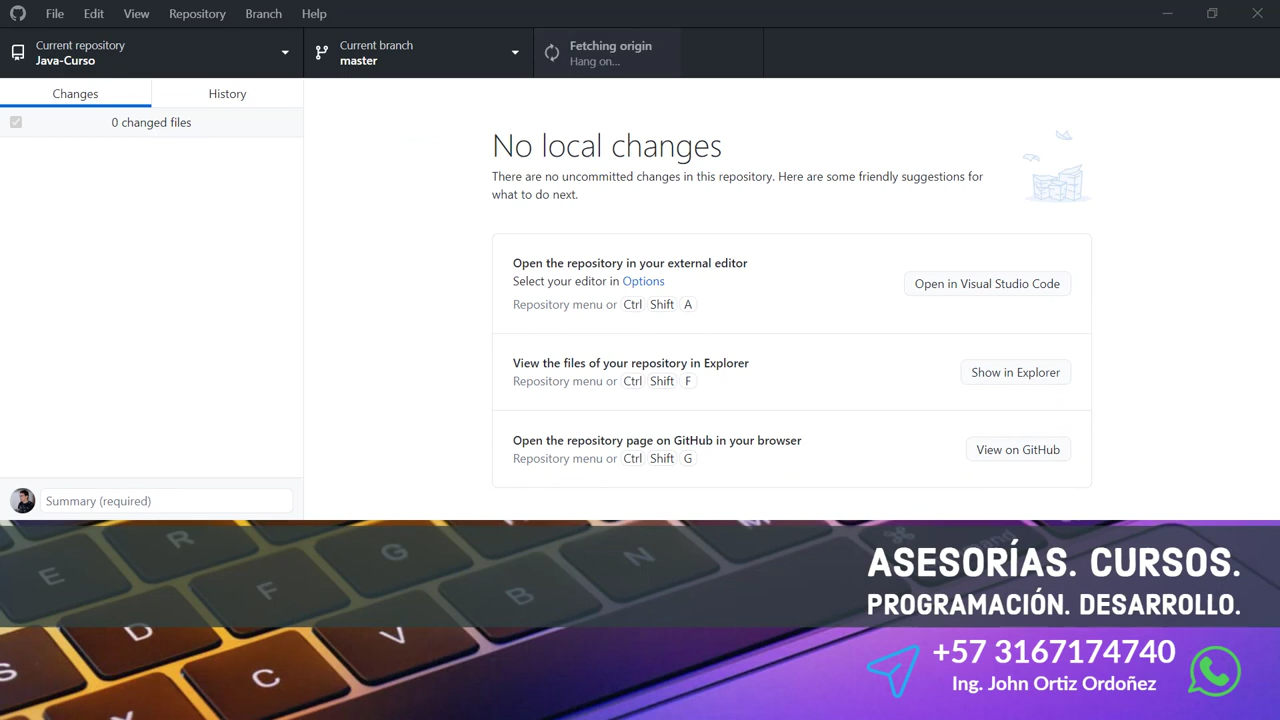 File Edit View Repository Branch Help
Current repository
Java-Curso
Current branch
master
Fetching origin
Hang on...
Changes
History
0 changed files
No local changes
There are no uncommitted changes in this repository. Here are some friendly suggestions for
what to do next.
Open the repository in your external editor
Select your editor in Options
Repository menu or Ctrl Shift A
Open in Visual Studio Code
View the files of your repository in Explorer
Repository menu or Ctrl Shift F
Show in Explorer
Open the repository page on GitHub in your browser
Repository menu or Ctrl Shift G
View on GitHub
Summary (required)
E R F G B N M
D C V S
ASESORÍAS. CURSOS.
PROGRAMACIÓN. DESARROLLO.
+57 3167174740
Ing. John Ortiz Ordoñez